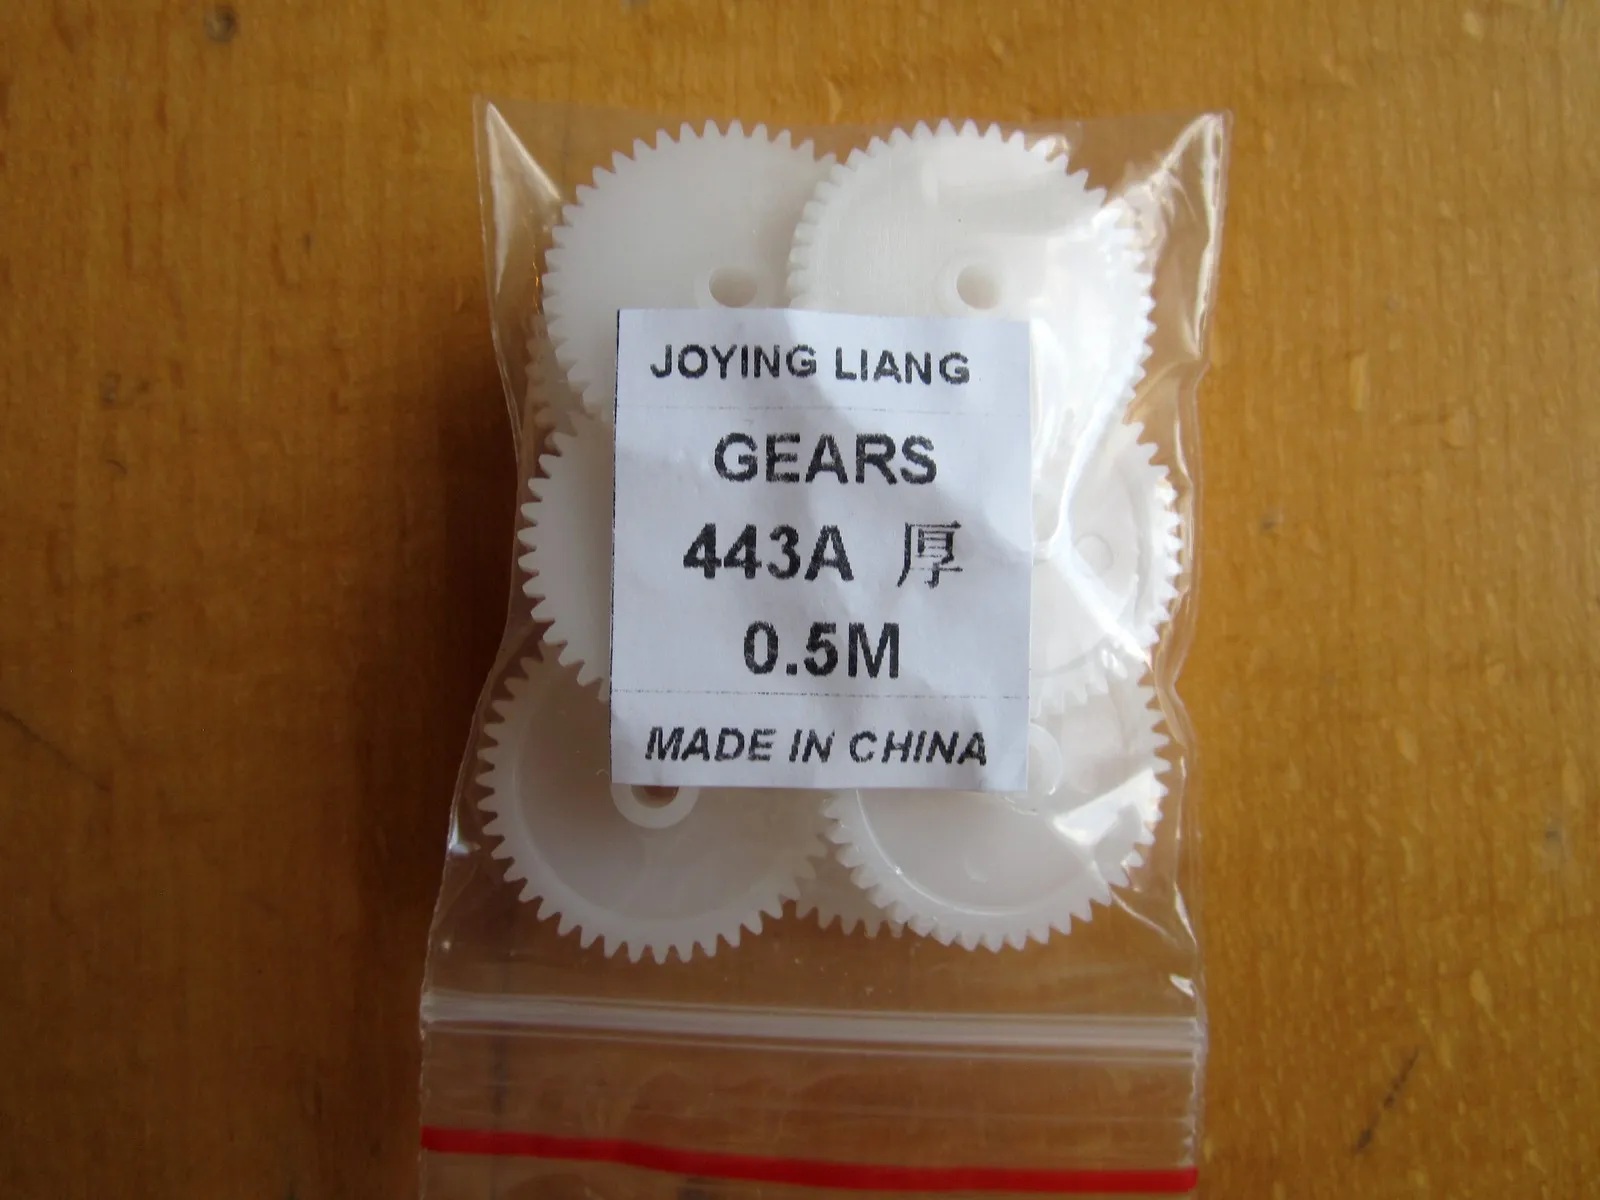 JOYING LIANG
GEARS
443A 厚
0.5M
MADE IN CHINA